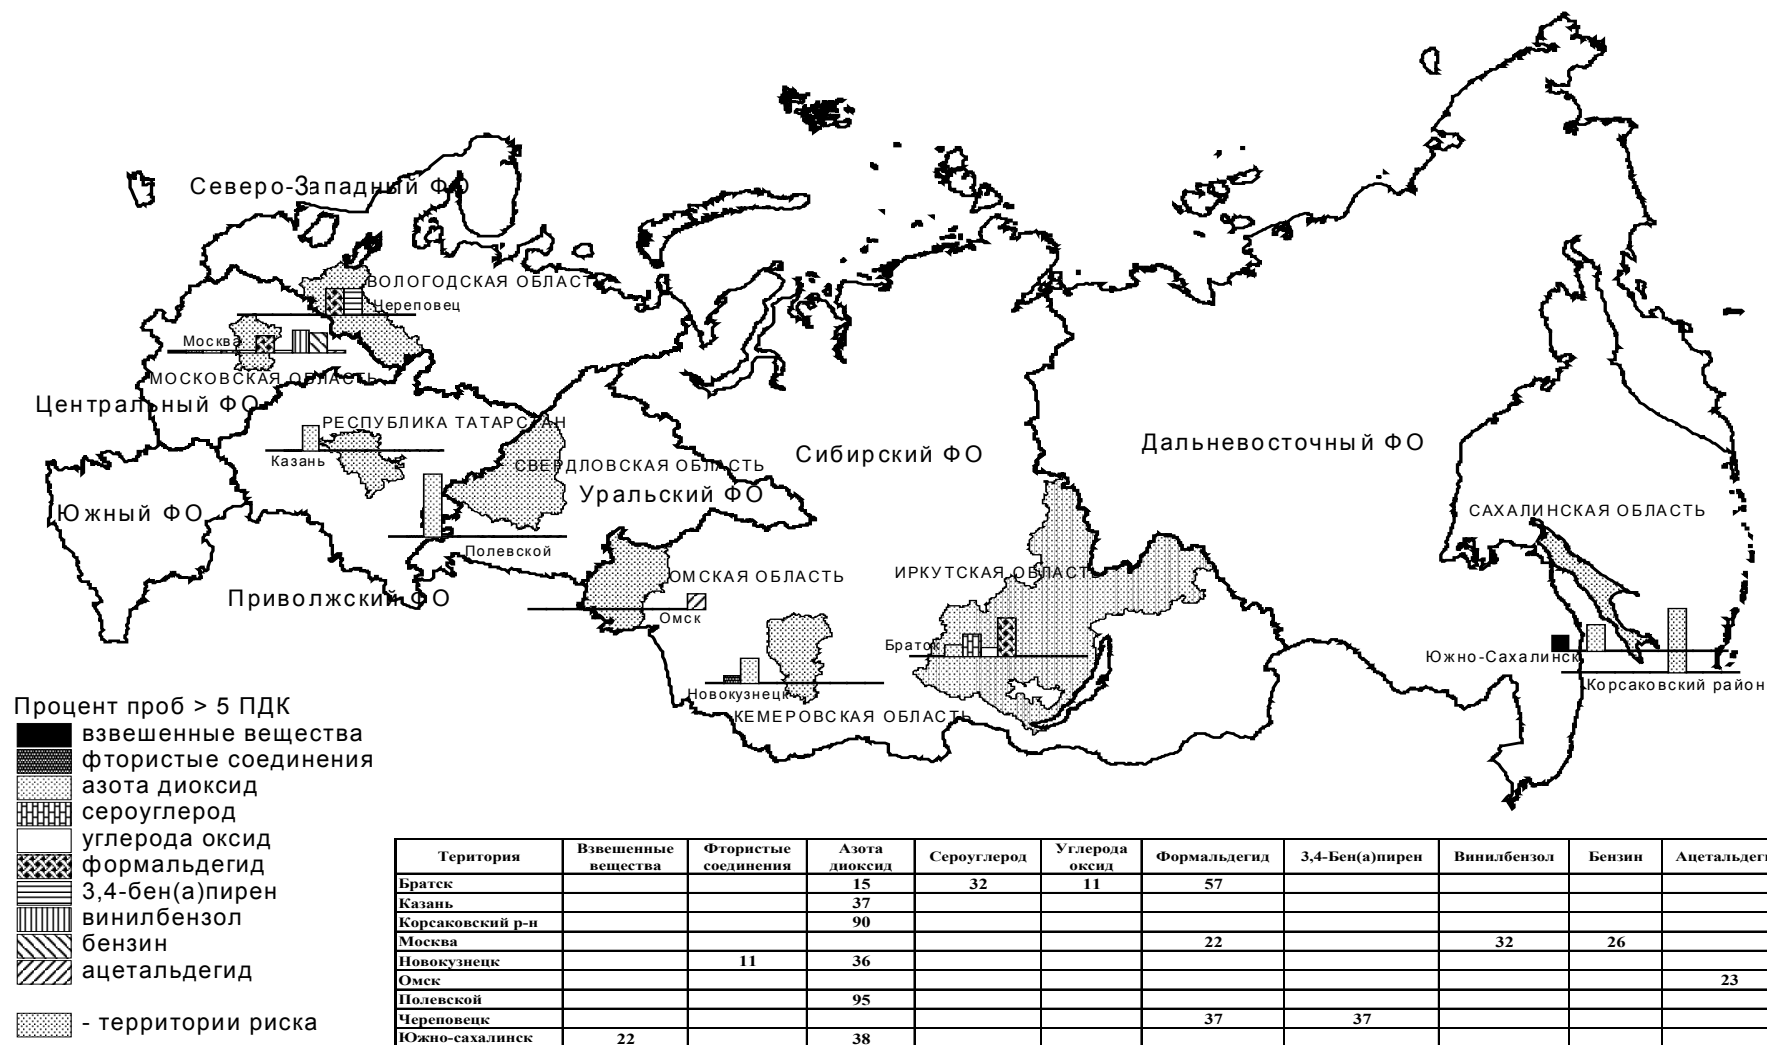 Северо-Западный ФО
ВОЛОГОДСКАЯ ОБЛАСТЬ
Череповец
Москва
МОСКОВСКАЯ ОБЛАСТЬ
Центральный ФО
РЕСПУБЛИКА ТАТАРСТАН
Казань
СВЕРДЛОВСКАЯ ОБЛАСТЬ
Сибирский ФО
Дальневосточный ФО
Уральский ФО
Южный ФО
САХАЛИНСКАЯ ОБЛАСТЬ
Полевской
ОМСКАЯ ОБЛАСТЬ
ИРКУТСКАЯ ОБЛАСТЬ
Приволжский ФО
Омск
Братск
Южно-Сахалинск
Корсаковский район
Новокузнецк
КЕМЕРОВСКАЯ ОБЛАСТЬ
Процент проб > 5 ПДК
взвешенные вещества
фтористые соединения
азота диоксид
сероуглерод
углерода оксид
формальдегид
3,4-бен(а)пирен
винилбензол
бензин
ацетальдегид
- территории риска
Територия Взвешенные вещества Фтористые соединения Азота диоксид Сероуглерод Углерода оксид Формальдегид 3,4-Бен(а)пирен Винилбензол Бензин Ацетальдеги
Братск 15 32 11 57
Казань 37
Корсаковский р-н 90
Москва 22 32 26
Новокузнецк 11 36
Омск 23
Полевской 95
Череповецк 37 37
Южно-сахалинск 22 38